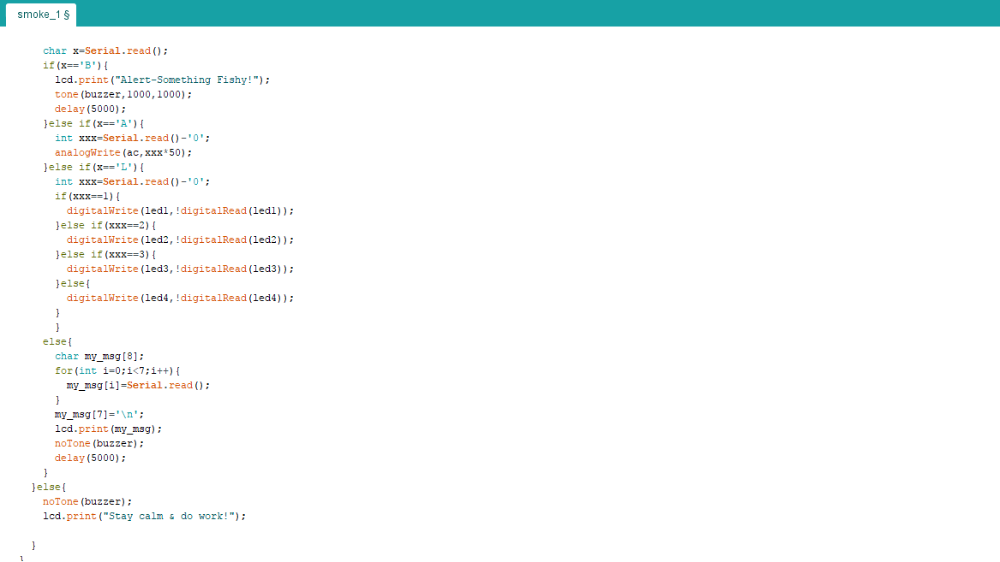 smoke_1 §
char x=Serial.read();
if(x=='B'){
lcd.print("Alert-Something Fishy!");
tone(buzzer,1000,1000);
delay(5000);
}else if(x=='A'){
int xxx=Serial.read()-'0';
analogWrite(ac,xxx*50);
}else if(x=='L'){
int xxx=Serial.read()-'0';
if(xxx==1){
digitalWrite(led1,!digitalRead(led1));
}else if(xxx==2){
digitalWrite(led2,!digitalRead(led2));
}else if(xxx==3){
digitalWrite(led3,!digitalRead(led3));
}else{
digitalWrite(led4,!digitalRead(led4));
}
}
else{
char my_msg[8];
for(int i=0;i<7;i++){
my_msg[i]=Serial.read();
}
my_msg[7]='\n';
lcd.print(my_msg);
noTone(buzzer);
delay(5000);
}
}else{
noTone(buzzer);
lcd.print("Stay calm & do work!");
}
}